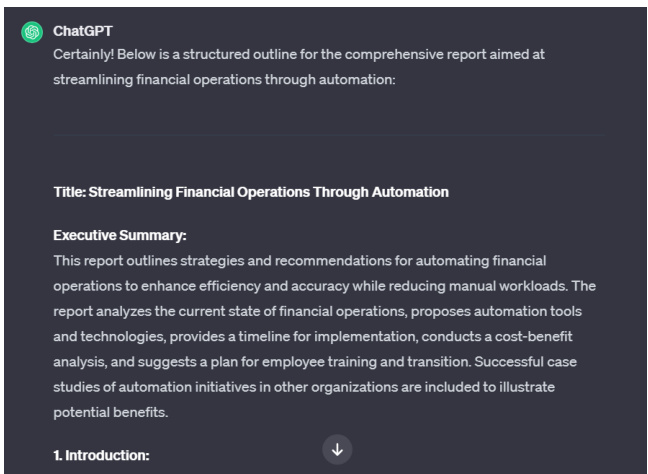 ChatGPT
Certainly! Below is a structured outline for the comprehensive report aimed at
streamlining financial operations through automation:
Title: Streamlining Financial Operations Through Automation
Executive Summary:
This report outlines strategies and recommendations for automating financial
operations to enhance efficiency and accuracy while reducing manual workloads. The
report analyzes the current state of financial operations, proposes automation tools
and technologies, provides a timeline for implementation, conducts a cost-benefit
analysis, and suggests a plan for employee training and transition. Successful case
studies of automation initiatives in other organizations are included to illustrate
potential benefits.
1. Introduction: